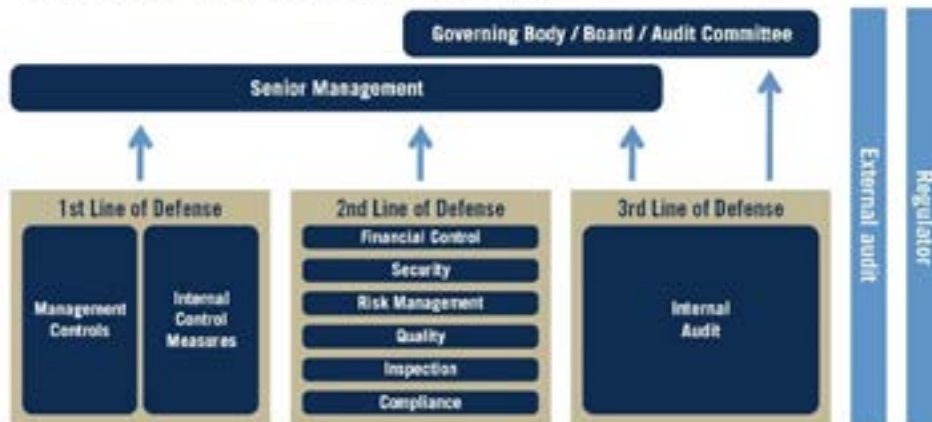 Governing Body / Board / Audit Committee
Senior Management
1st Line of Defense
Management
Controls
Internal
Control
Measures
2nd Line of Defense
Financial Control
Security
Risk Management
Quality
Inspection
Compliance
3rd Line of Defense
Internal
Audit
External audit
Regulator